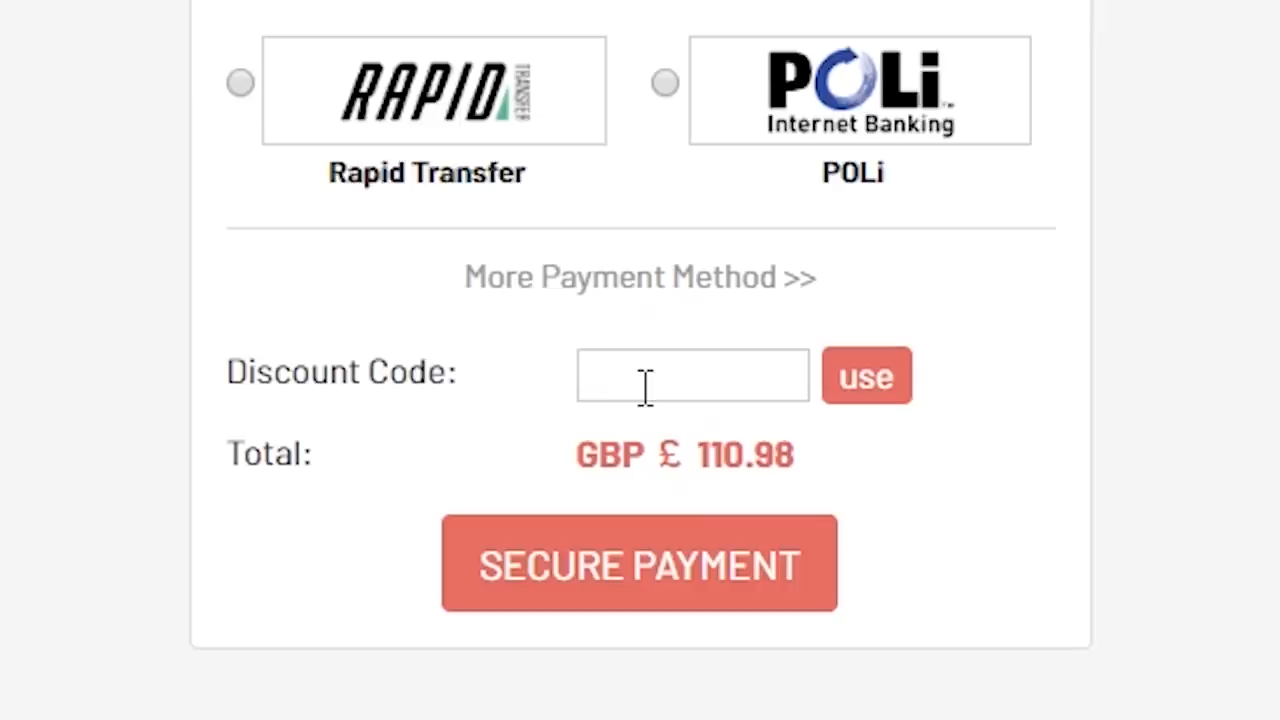 RAPID TRANSFER
POLi™
Internet Banking
Rapid Transfer
POLi
More Payment Method >>
Discount Code:
use
Total:
GBP £ 110.98
SECURE PAYMENT